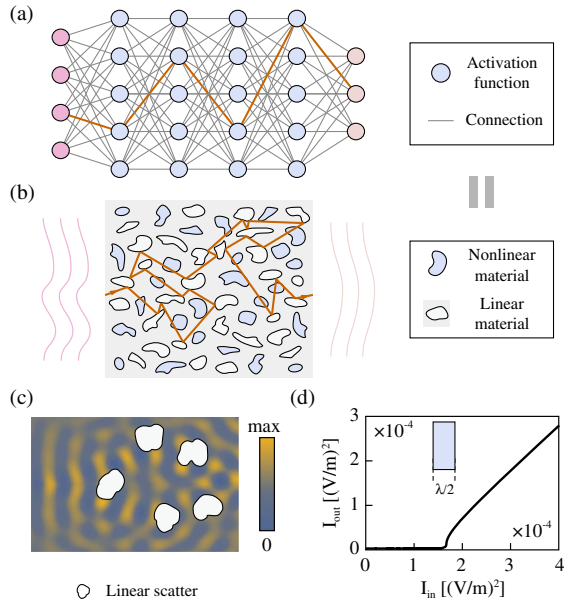 (a)
Activation
function
Connection
(b)
Nonlinear
material
Linear
material
(c)
max
0
Linear scatter
(d)
3
2
1
0
×10⁻⁴
λ/2
×10⁻⁴
0
1
2
3
4
I_out [(V/m)²]
I_in [(V/m)²]